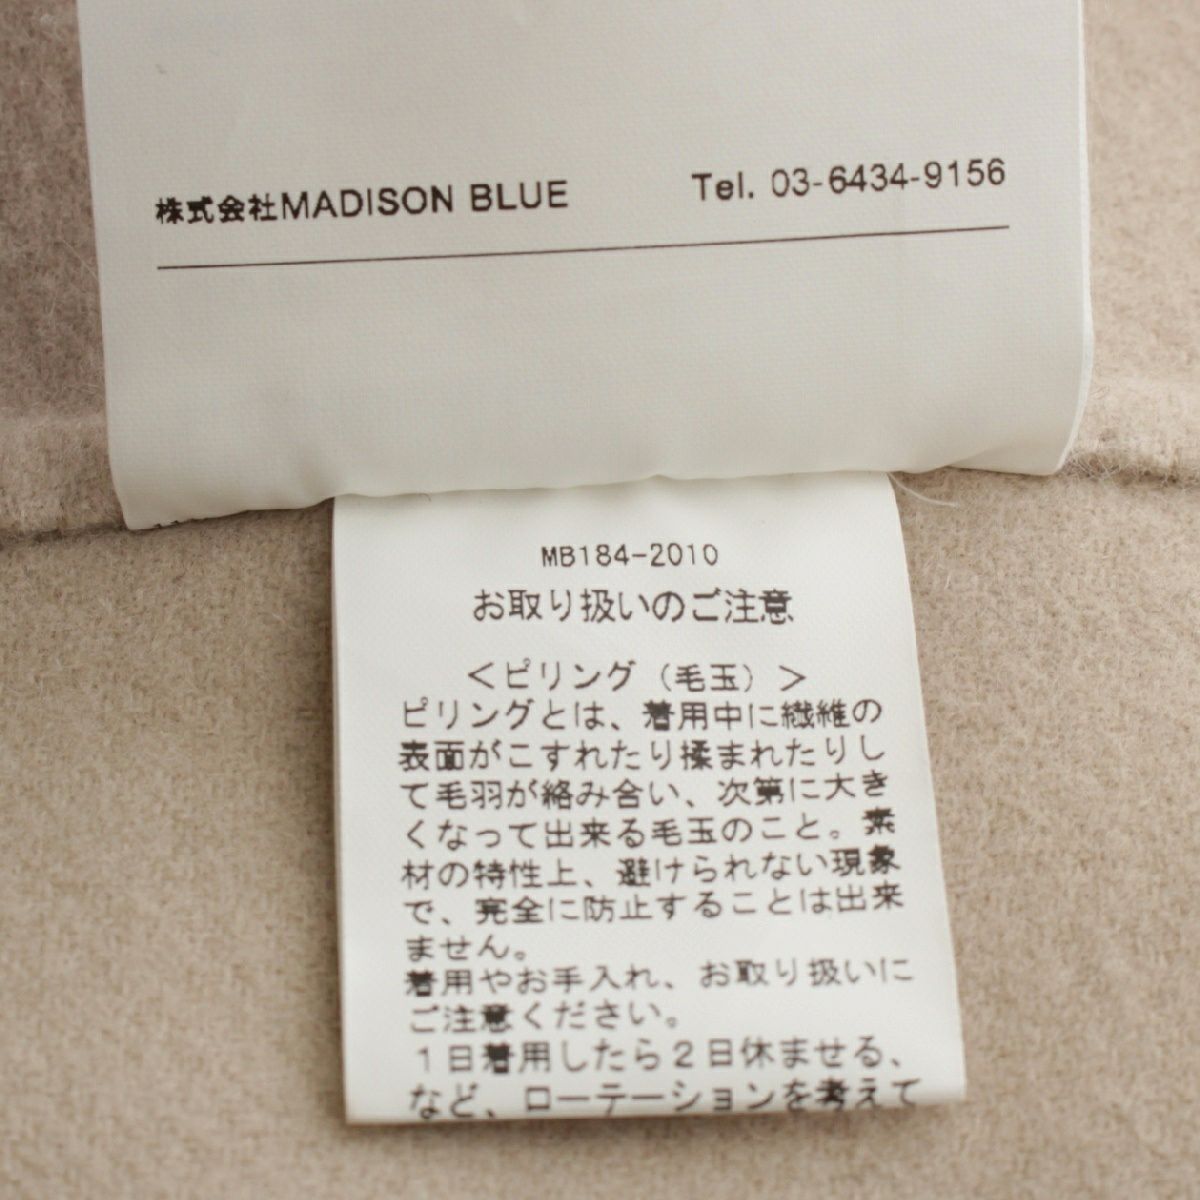 株式会社MADISON BLUE Tel. 03-6434-9156
MB184-2010
お取り扱いのご注意
＜ピリング（毛玉）＞
ピリングとは、着用中に繊維の
表面がこすれたり揉まれたりし
て毛羽が絡み合い、次第に大き
くなって出来る毛玉のこと。素
材の特性上、避けられない現象
で、完全に防止することは出来
ません。
着用やお手入れ、お取り扱いに
ご注意ください。
１日着用したら２日休ませる、
など、ローテーションを考えて